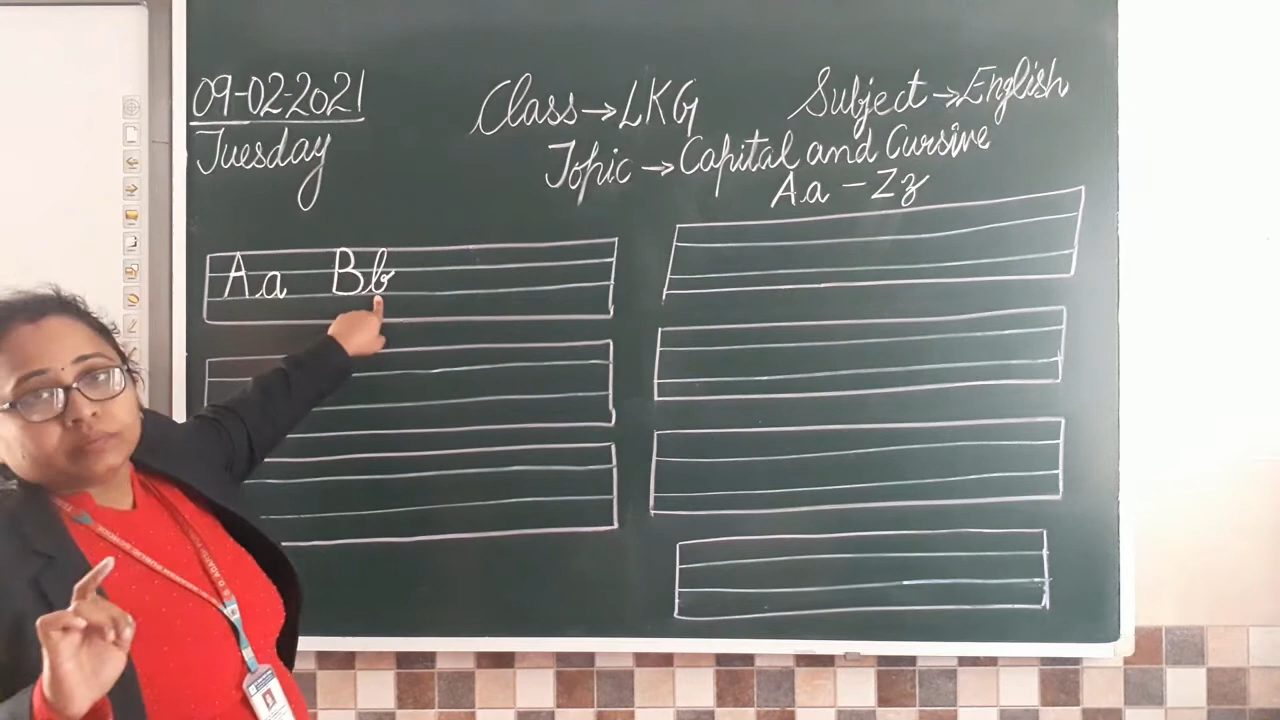 09-02-2021
Tuesday
Class → LKG
Subject → English
Topic → Capital and Cursive
Aa - Zz
Aa Bb